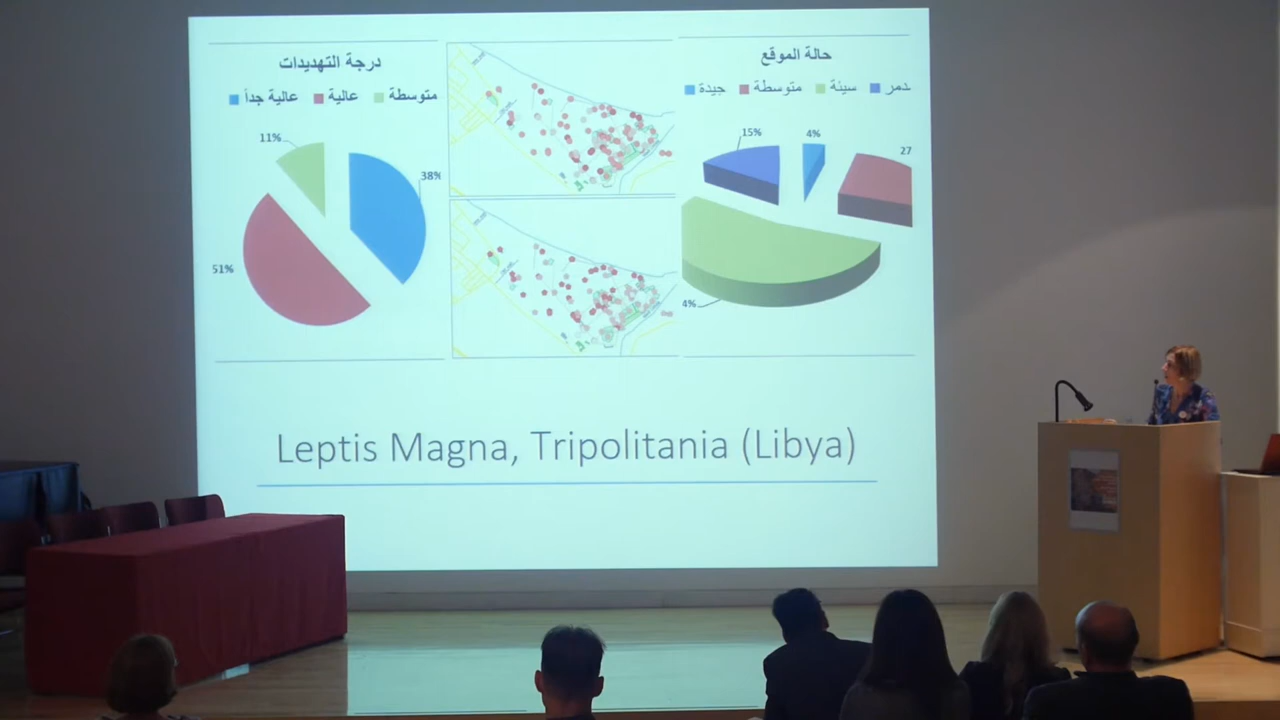 درجة التهديدات
عالية جداً
عالية
متوسطة
11%
38%
51%
حالة الموقع
جيدة
متوسطة
سيئة
15%
4%
27
4%
Leptis Magna, Tripolitania (Libya)